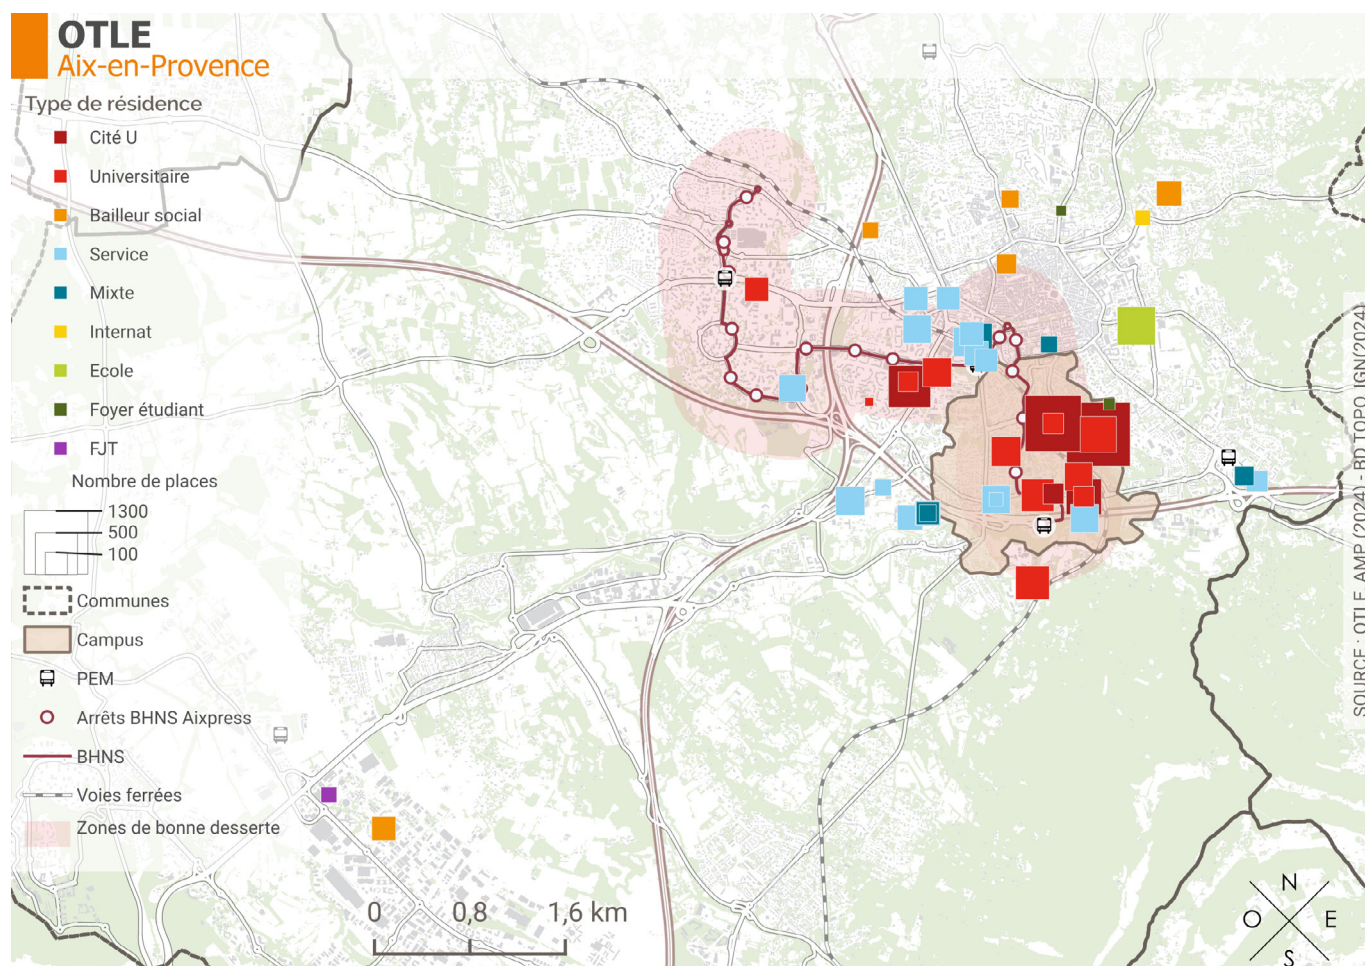 OTLE
Aix-en-Provence
Type de résidence
Cité U
Universitaire
Bailleur social
Service
Mixte
Internat
Ecole
Foyer étudiant
FJT
Nombre de places
1300
500
100
Communes
Campus
PEM
Arrêts BHNS Aixpress
BHNS
Voies ferrées
Zones de bonne desserte
0 0,8 1,6 km
N
O E
S
SOURCE : OTLE AMP (2024) - BD TOPO IGN(2024)